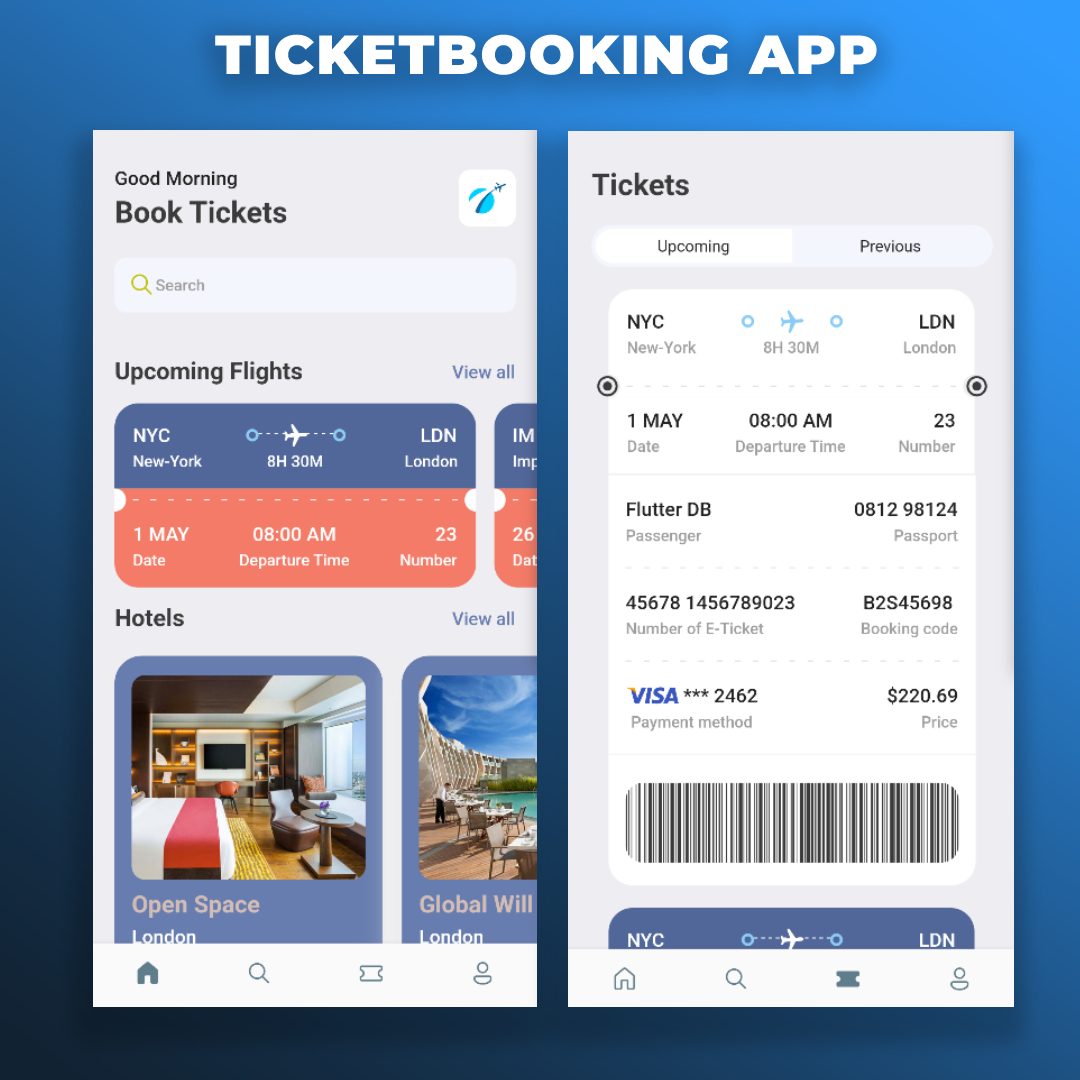 TICKETBOOKING APP
Good Morning
Book Tickets
Search
Upcoming Flights View all
NYC LDN
New-York 8H 30M London
1 MAY 08:00 AM 23
Date Departure Time Number
IM
Imp
26
Dat
Hotels View all
Open Space
London
Global Will
London
Tickets
Upcoming Previous
NYC LDN
New-York 8H 30M London
1 MAY 08:00 AM 23
Date Departure Time Number
Flutter DB 0812 98124
Passenger Passport
45678 1456789023 B2S45698
Number of E-Ticket Booking code
VISA *** 2462 $220.69
Payment method Price
NYC LDN